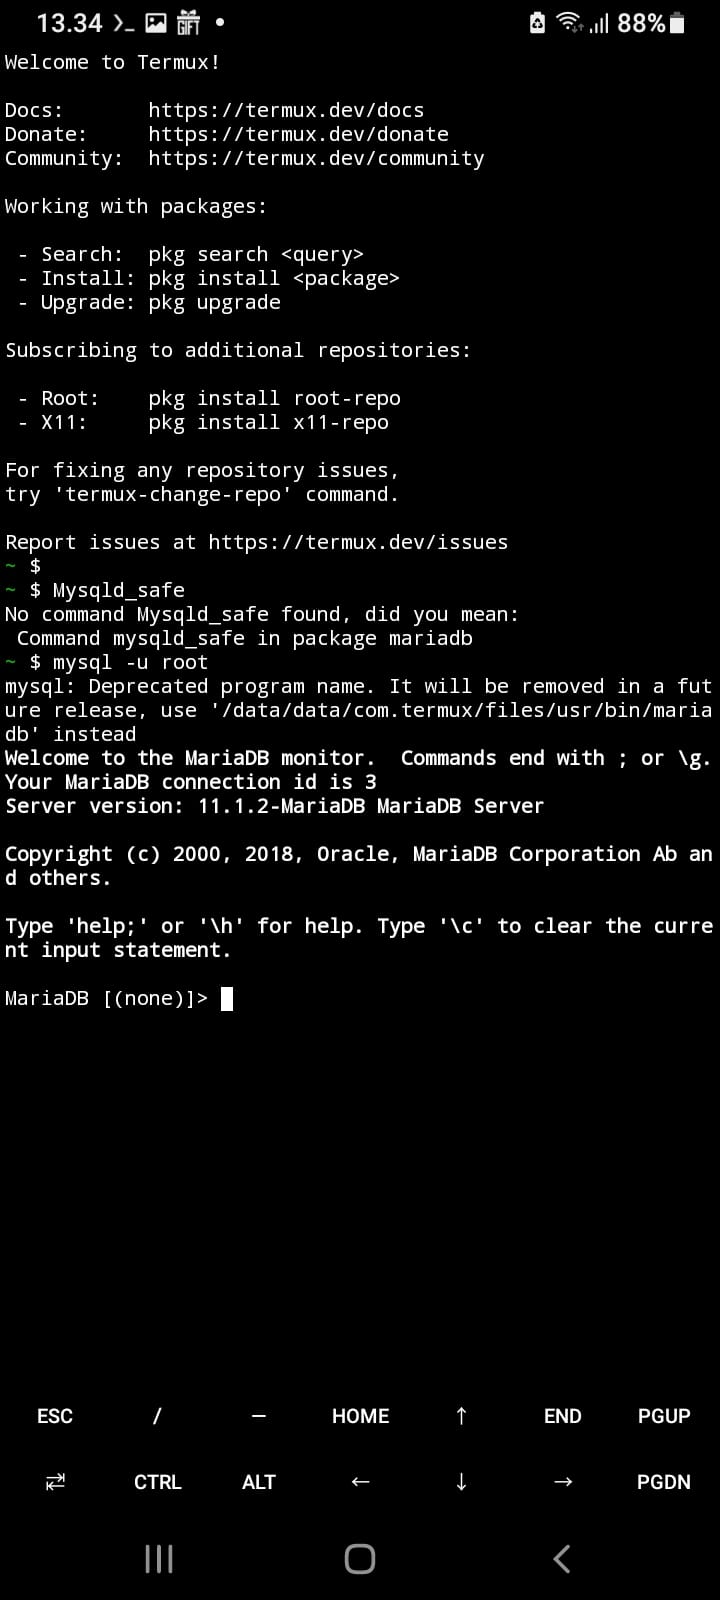 13.34 GIFT 88%
Welcome to Termux!
Docs: https://termux.dev/docs
Donate: https://termux.dev/donate
Community: https://termux.dev/community
Working with packages:
- Search: pkg search <query>
- Install: pkg install <package>
- Upgrade: pkg upgrade
Subscribing to additional repositories:
- Root: pkg install root-repo
- X11: pkg install x11-repo
For fixing any repository issues,
try 'termux-change-repo' command.
Report issues at https://termux.dev/issues
~ $
~ $ Mysqld_safe
No command Mysqld_safe found, did you mean:
Command mysqld_safe in package mariadb
~ $ mysql -u root
mysql: Deprecated program name. It will be removed in a fut
ure release, use '/data/data/com.termux/files/usr/bin/maria
db' instead
Welcome to the MariaDB monitor. Commands end with ; or \g.
Your MariaDB connection id is 3
Server version: 11.1.2-MariaDB MariaDB Server
Copyright (c) 2000, 2018, Oracle, MariaDB Corporation Ab an
d others.
Type 'help;' or '\h' for help. Type '\c' to clear the curre
nt input statement.
MariaDB [(none)]>
ESC / — HOME ↑ END PGUP
⇄ CTRL ALT ← ↓ → PGDN